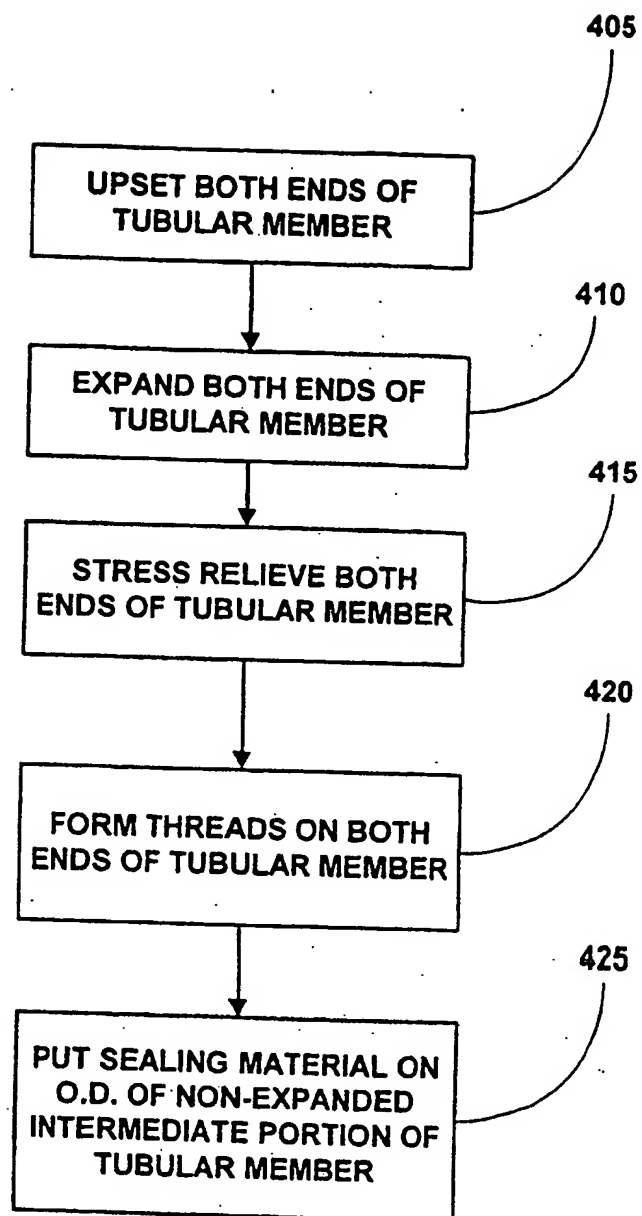 405
UPSET BOTH ENDS OF
TUBULAR MEMBER
410
EXPAND BOTH ENDS OF
TUBULAR MEMBER
415
STRESS RELIEVE BOTH
ENDS OF TUBULAR MEMBER
420
FORM THREADS ON BOTH
ENDS OF TUBULAR MEMBER
425
PUT SEALING MATERIAL ON
O.D. OF NON-EXPANDED
INTERMEDIATE PORTION OF
TUBULAR MEMBER